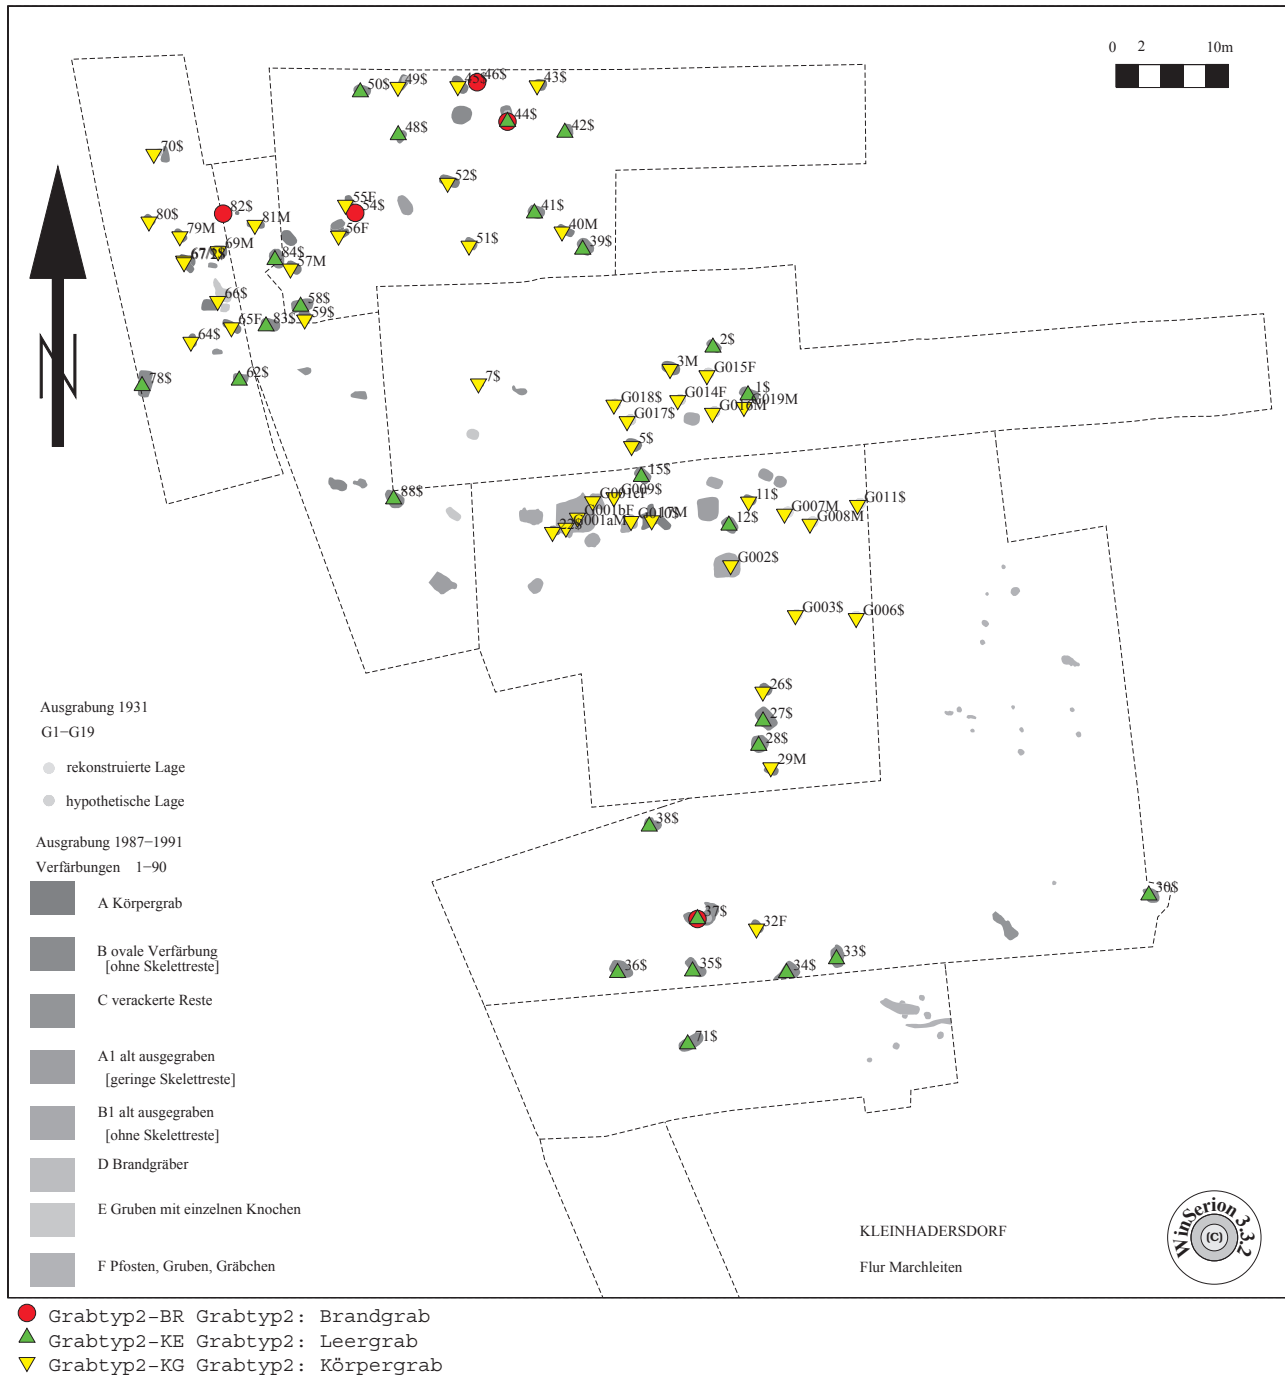 0 2 10m
50$
49$
45$
46$
43$
48$
44$
42$
70$
52$
55F
54$
80$
82$
81M
56F
41$
40M
39$
79M
69M
67/2$
84$
57M
51$
66$
58$
59$
65F
83$
64$
78$
62$
2$
3M
G015F
7$
1$
G018$
G014F
G019M
G016M
G017$
5$
15$
88$
G009$
G001cF
11$
G011$
G001bF
17M
G007M
G001aM
22$
12$
G008M
G002$
G003$
G006$
26$
27$
28$
29M
38$
30$
37$
32F
33$
36$
35$
34$
71$
N
Ausgrabung 1931
G1−G19
rekonstruierte Lage
hypothetische Lage
Ausgrabung 1987−1991
Verfärbungen 1−90
A Körpergrab
B ovale Verfärbung
[ohne Skelettreste]
C verackerte Reste
A1 alt ausgegraben
[geringe Skelettreste]
B1 alt ausgegraben
[ohne Skelettreste]
D Brandgräber
E Gruben mit einzelnen Knochen
F Pfosten, Gruben, Gräbchen
KLEINHADERSDORF
Flur Marchleiten
WinSerion 3.3.2
(C)
Grabtyp2-BR Grabtyp2: Brandgrab
Grabtyp2-KE Grabtyp2: Leergrab
Grabtyp2-KG Grabtyp2: Körpergrab